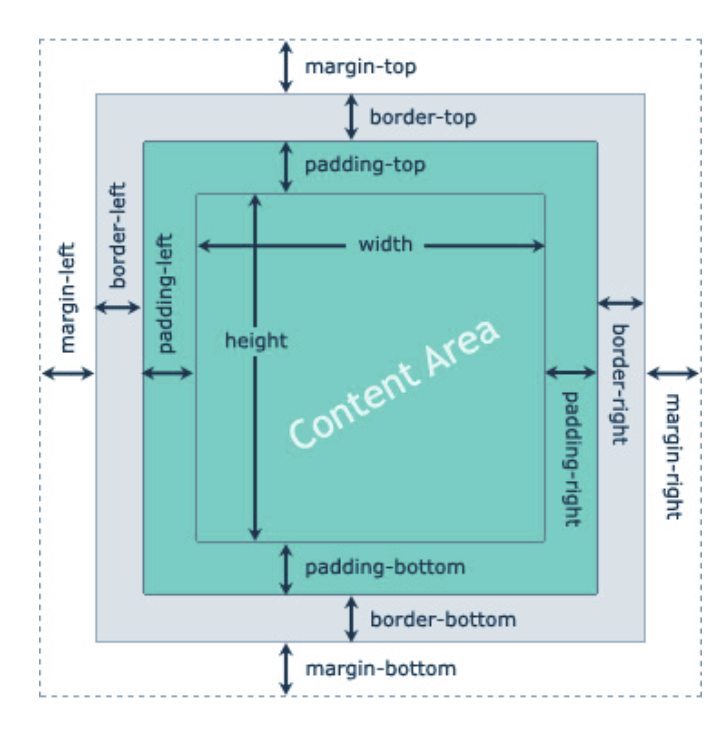 margin-top
border-top
padding-top
margin-left
border-left
padding-left
width
height
Content Area
padding-right
border-right
margin-right
padding-bottom
border-bottom
margin-bottom